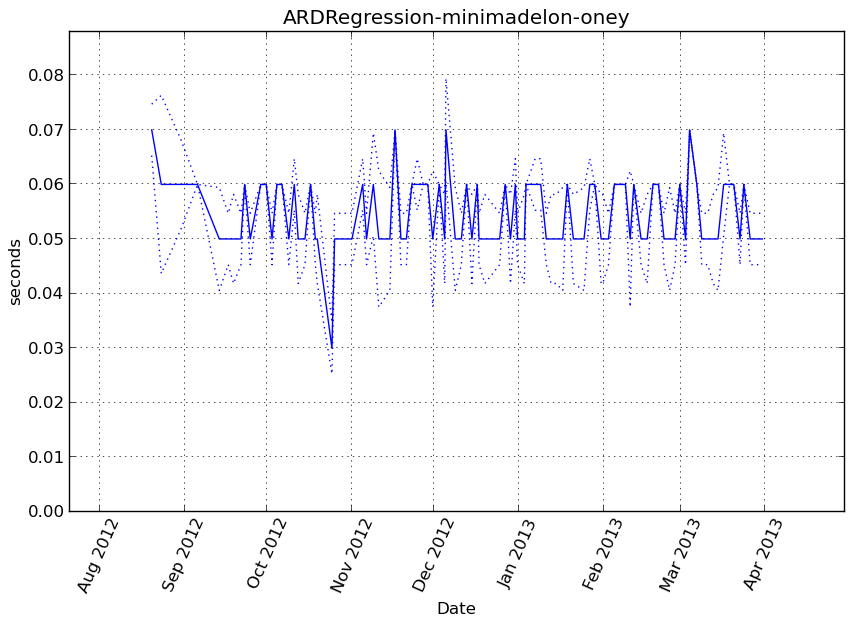 ARDRegression-minimadelon-oney
0.08
0.07
0.06
0.05
0.04
0.03
0.02
0.01
0.00
seconds
Aug 2012
Sep 2012
Oct 2012
Nov 2012
Dec 2012
Jan 2013
Feb 2013
Mar 2013
Apr 2013
Date